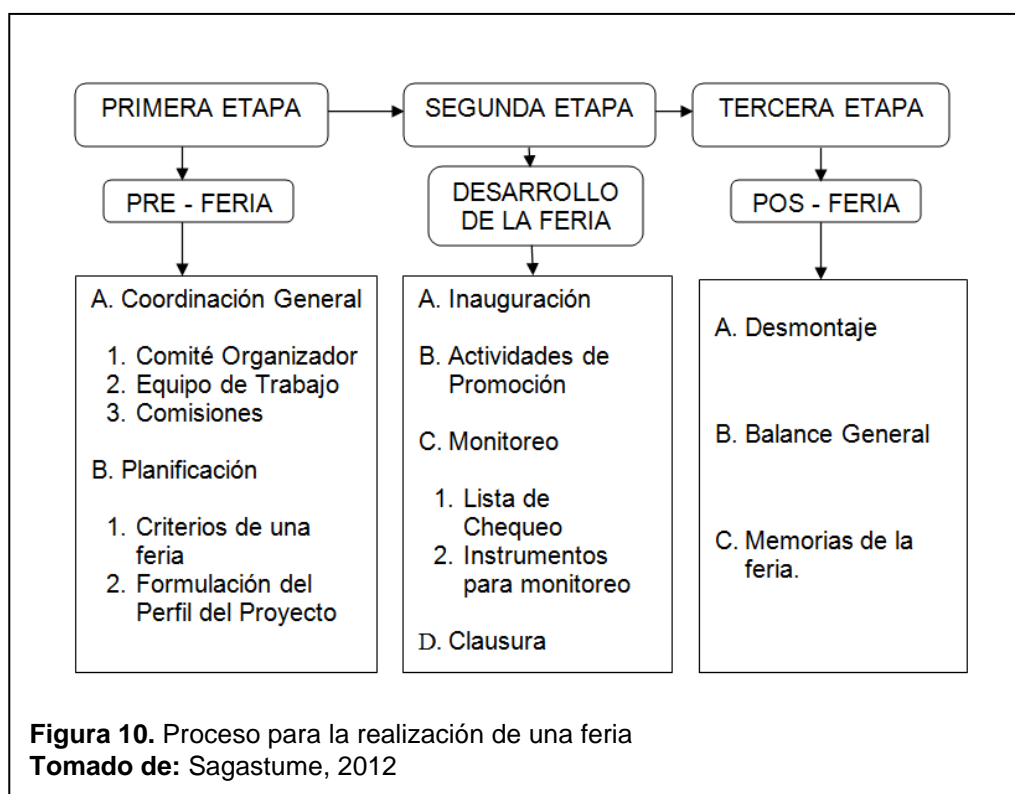 PRIMERA ETAPA
SEGUNDA ETAPA
TERCERA ETAPA
PRE - FERIA
DESARROLLO
DE LA FERIA
POS - FERIA
A. Coordinación General
1. Comité Organizador
2. Equipo de Trabajo
3. Comisiones
B. Planificación
1. Criterios de una
feria
2. Formulación del
Perfil del Proyecto
A. Inauguración
B. Actividades de
Promoción
C. Monitoreo
1. Lista de
Chequeo
2. Instrumentos
para monitoreo
D. Clausura
A. Desmontaje
B. Balance General
C. Memorias de la
feria.
Figura 10. Proceso para la realización de una feria
Tomado de: Sagastume, 2012